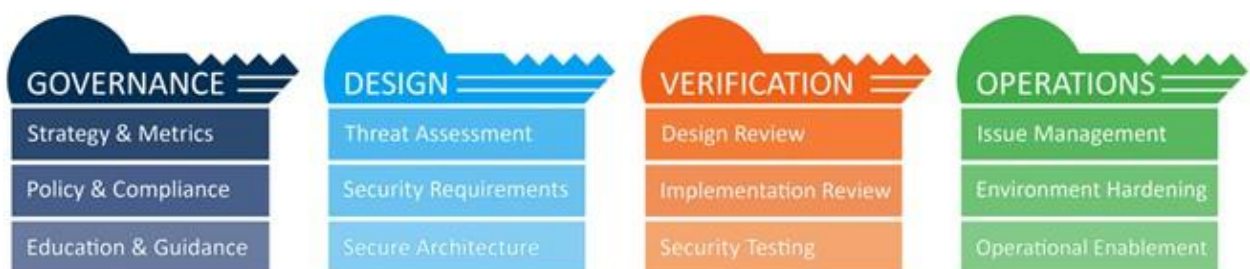 GOVERNANCE
Strategy & Metrics
Policy & Compliance
Education & Guidance
DESIGN
Threat Assessment
Security Requirements
Secure Architecture
VERIFICATION
Design Review
Implementation Review
Security Testing
OPERATIONS
Issue Management
Environment Hardening
Operational Enablement